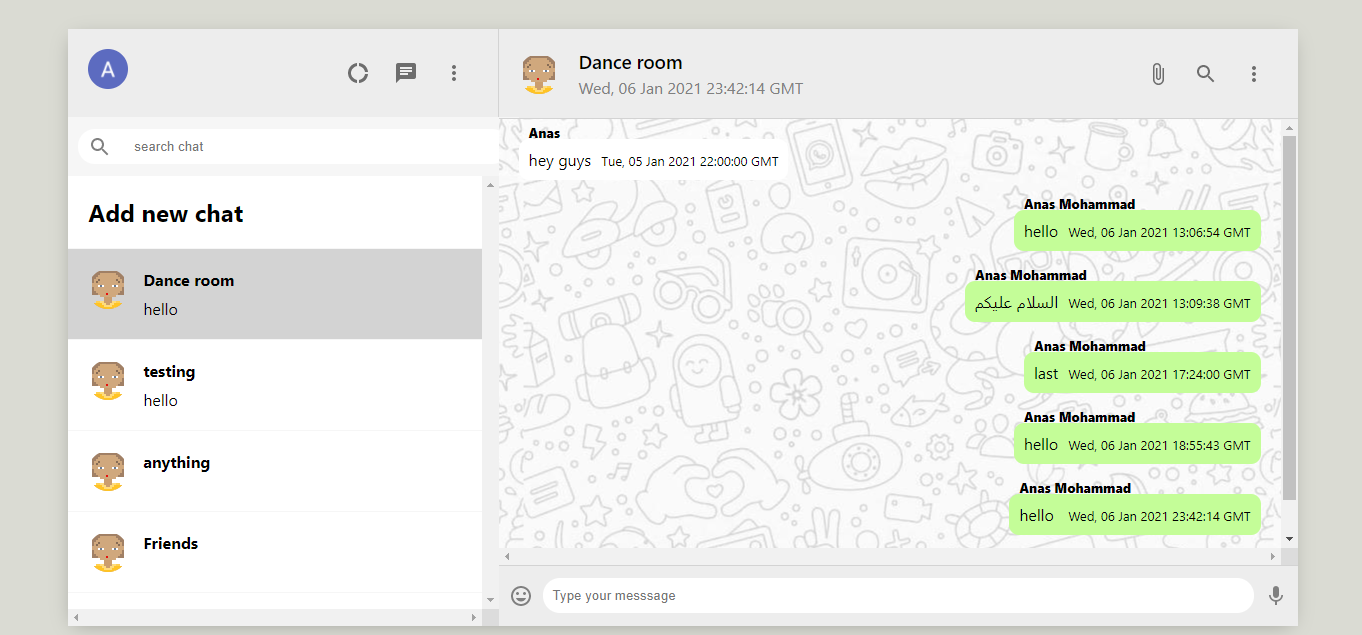 A
search chat
Add new chat
Dance room
hello
testing
hello
anything
Friends
Dance room
Wed, 06 Jan 2021 23:42:14 GMT
Anas
hey guys Tue, 05 Jan 2021 22:00:00 GMT
Anas Mohammad
hello Wed, 06 Jan 2021 13:06:54 GMT
Anas Mohammad
السلام عليكم Wed, 06 Jan 2021 13:09:38 GMT
Anas Mohammad
last Wed, 06 Jan 2021 17:24:00 GMT
Anas Mohammad
hello Wed, 06 Jan 2021 18:55:43 GMT
Anas Mohammad
hello Wed, 06 Jan 2021 23:42:14 GMT
Type your messsage